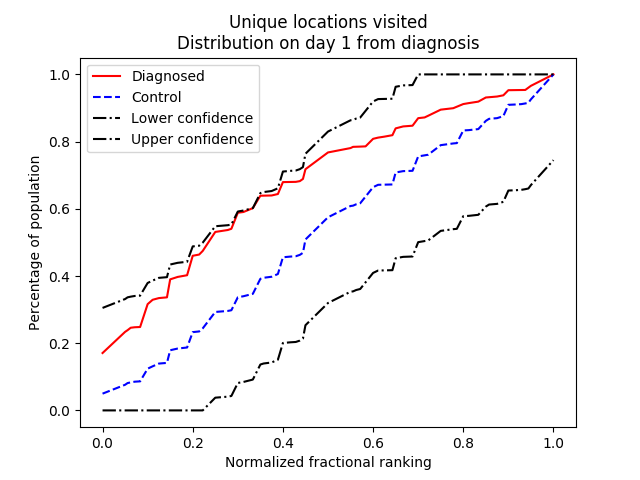 Unique locations visited
Distribution on day 1 from diagnosis
Diagnosed
Control
Lower confidence
Upper confidence
Percentage of population
1.0
0.8
0.6
0.4
0.2
0.0
0.0 0.2 0.4 0.6 0.8 1.0
Normalized fractional ranking